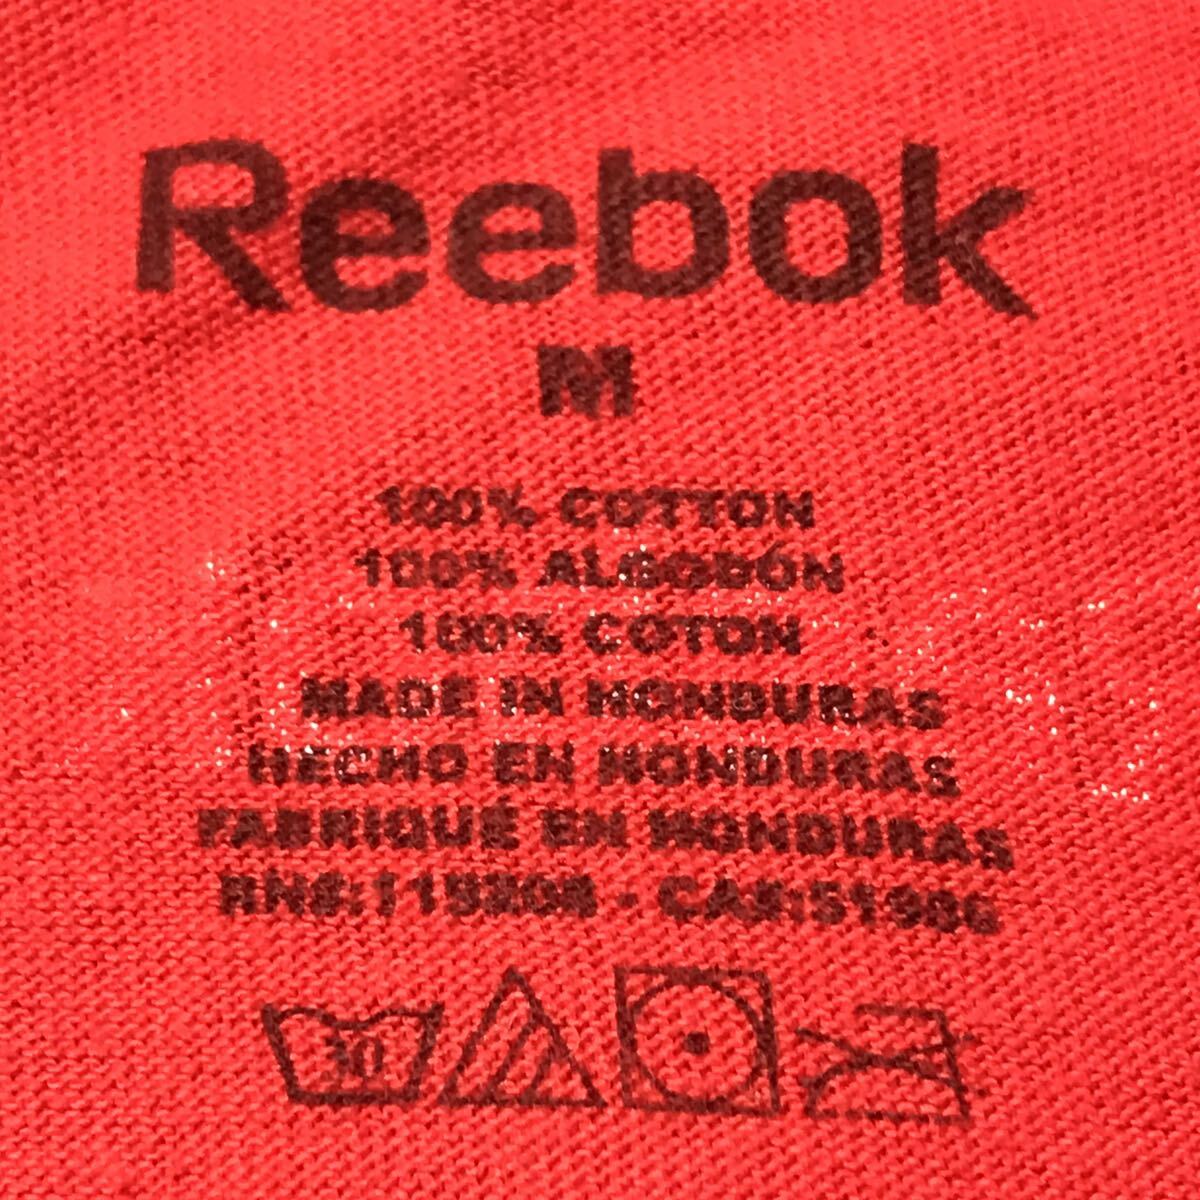 Reebok
M
100% COTTON
100% ALGODÓN
100% COTON
MADE IN HONDURAS
HECHO EN HONDURAS
FABRIQUÉ EN HONDURAS
RN#:119208 - CA#:51986
30